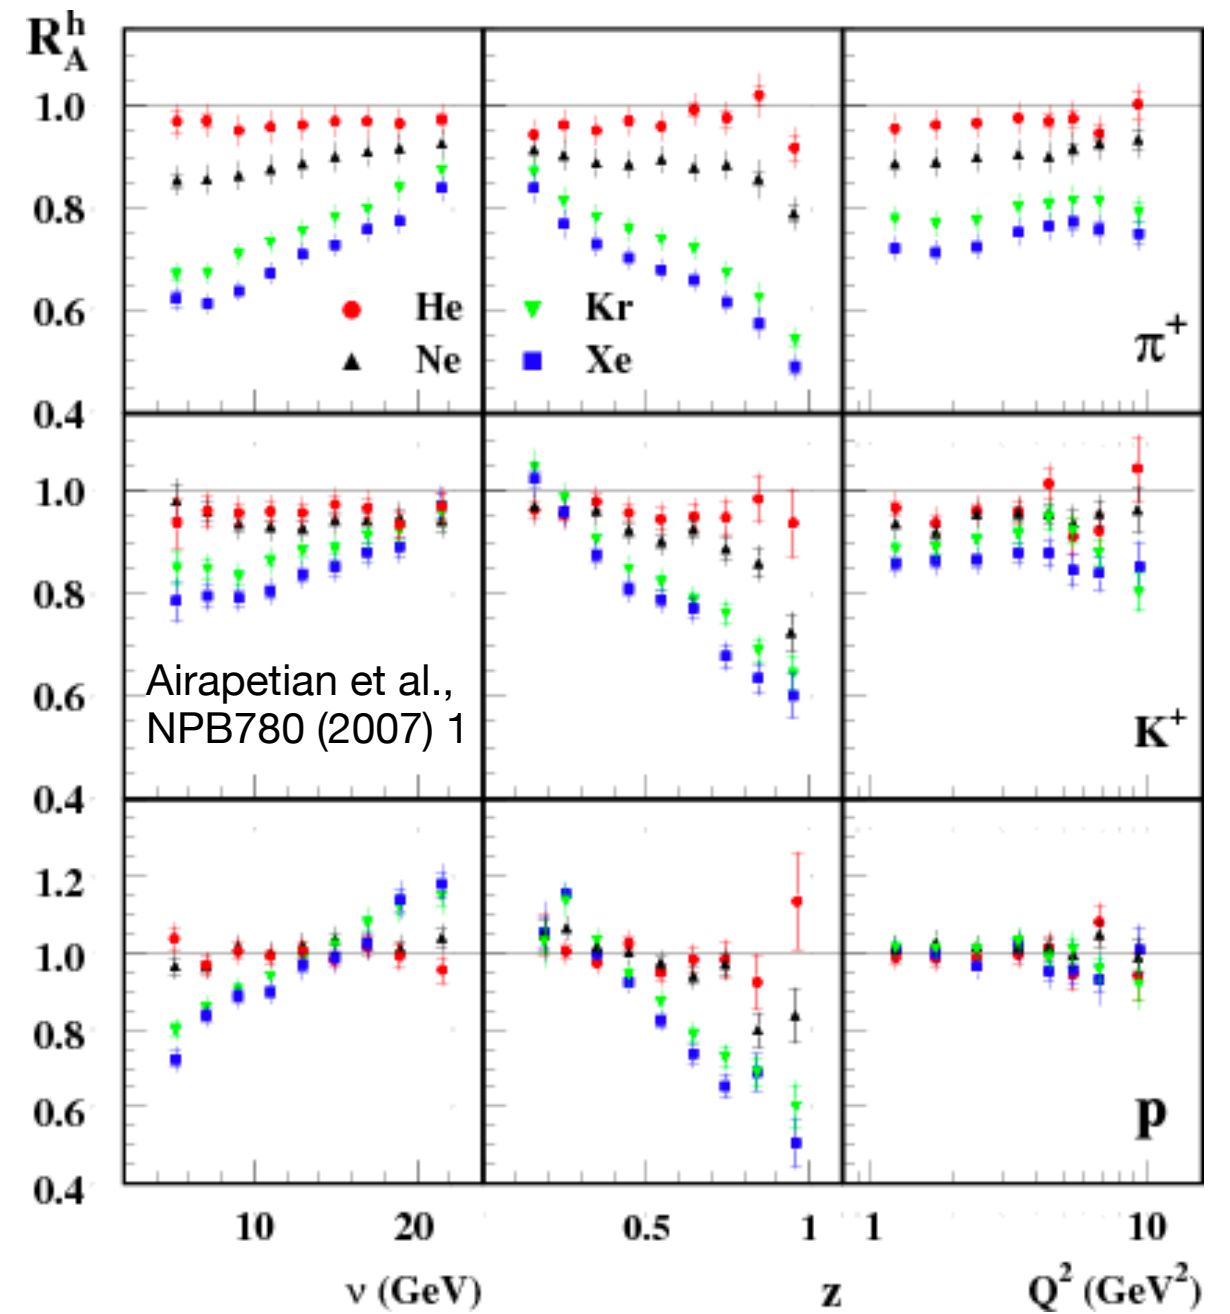 R_A^h
1.0
0.8
0.6
0.4
He
Ne
Kr
Xe
π+
1.0
0.8
0.6
0.4
Airapetian et al.,
NPB780 (2007) 1
K+
1.2
1.0
0.8
0.6
0.4
p
10 20 0.5 1 1 10
ν (GeV) z Q² (GeV²)